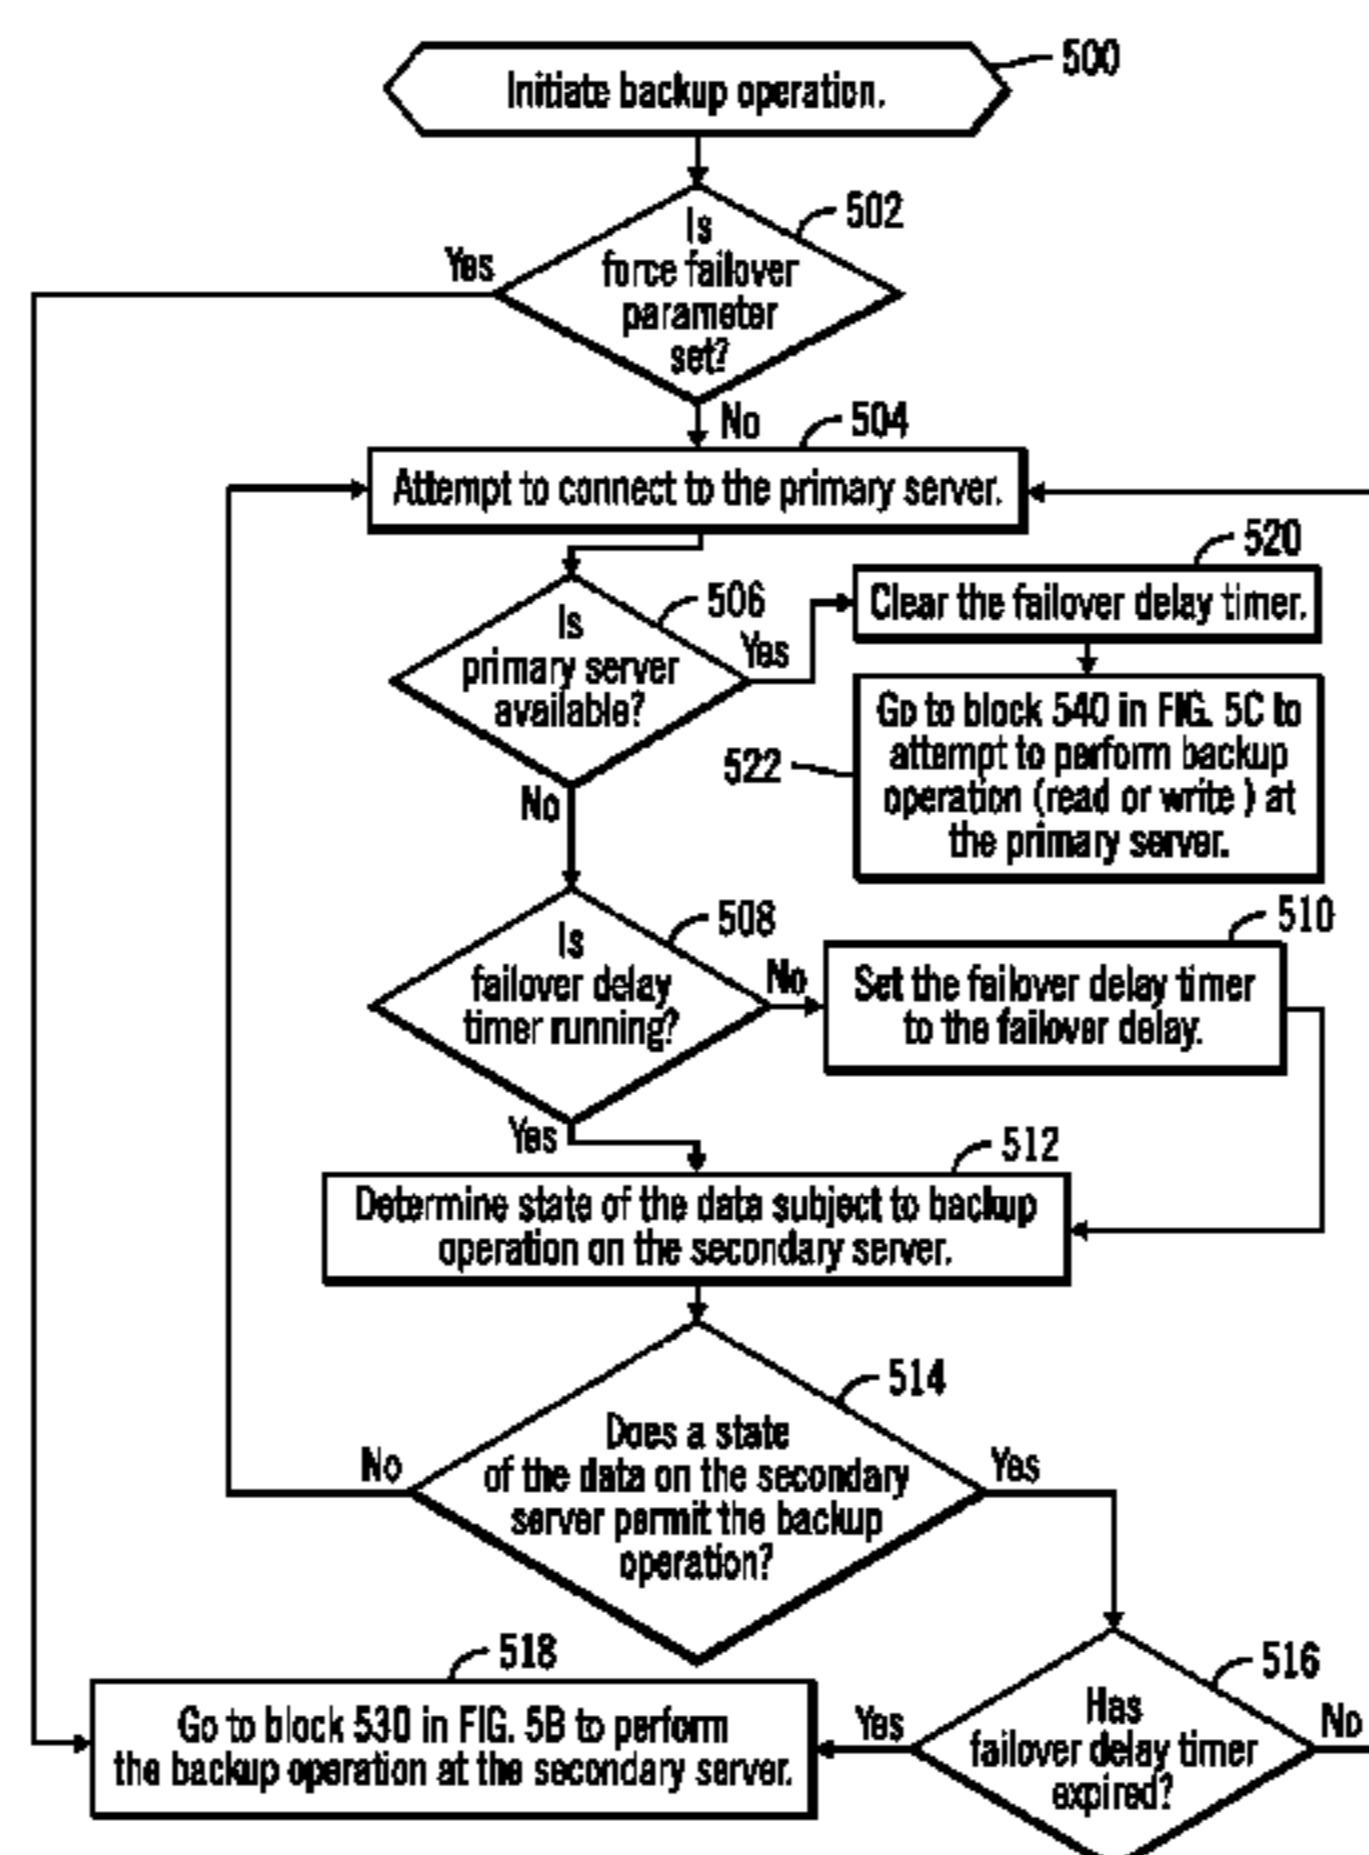 500
Initiate backup operation.
502
Is
force failover
parameter
set?
Yes
No
504
Attempt to connect to the primary server.
506
Is
primary server
available?
Yes
No
520
Clear the failover delay timer.
522
Go to block 540 in FIG. 5C to
attempt to perform backup
operation (read or write ) at
the primary server.
508
Is
failover delay
timer running?
No
Yes
510
Set the failover delay timer
to the failover delay.
512
Determine state of the data subject to backup
operation on the secondary server.
514
Does a state
of the data on the secondary
server permit the backup
operation?
No
Yes
516
Has
failover delay timer
expired?
Yes
No
518
Go to block 530 in FIG. 5B to perform
the backup operation at the secondary server.